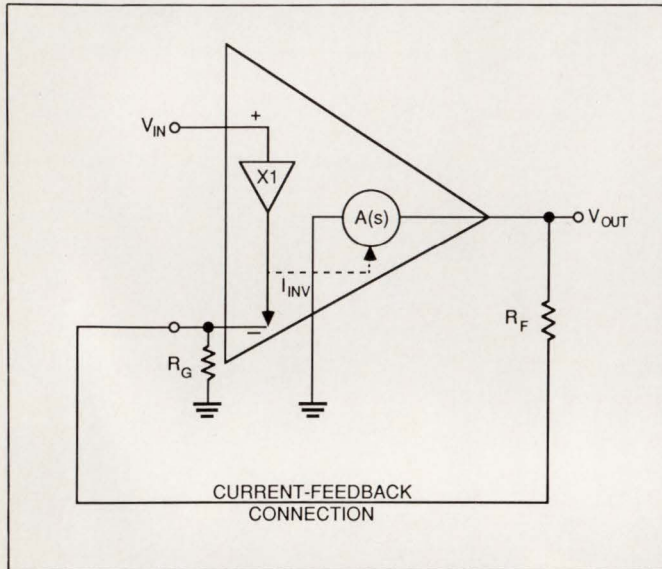 V_IN
+
X1
A(s)
V_OUT
I_INV
−
R_G
R_F
CURRENT-FEEDBACK
CONNECTION